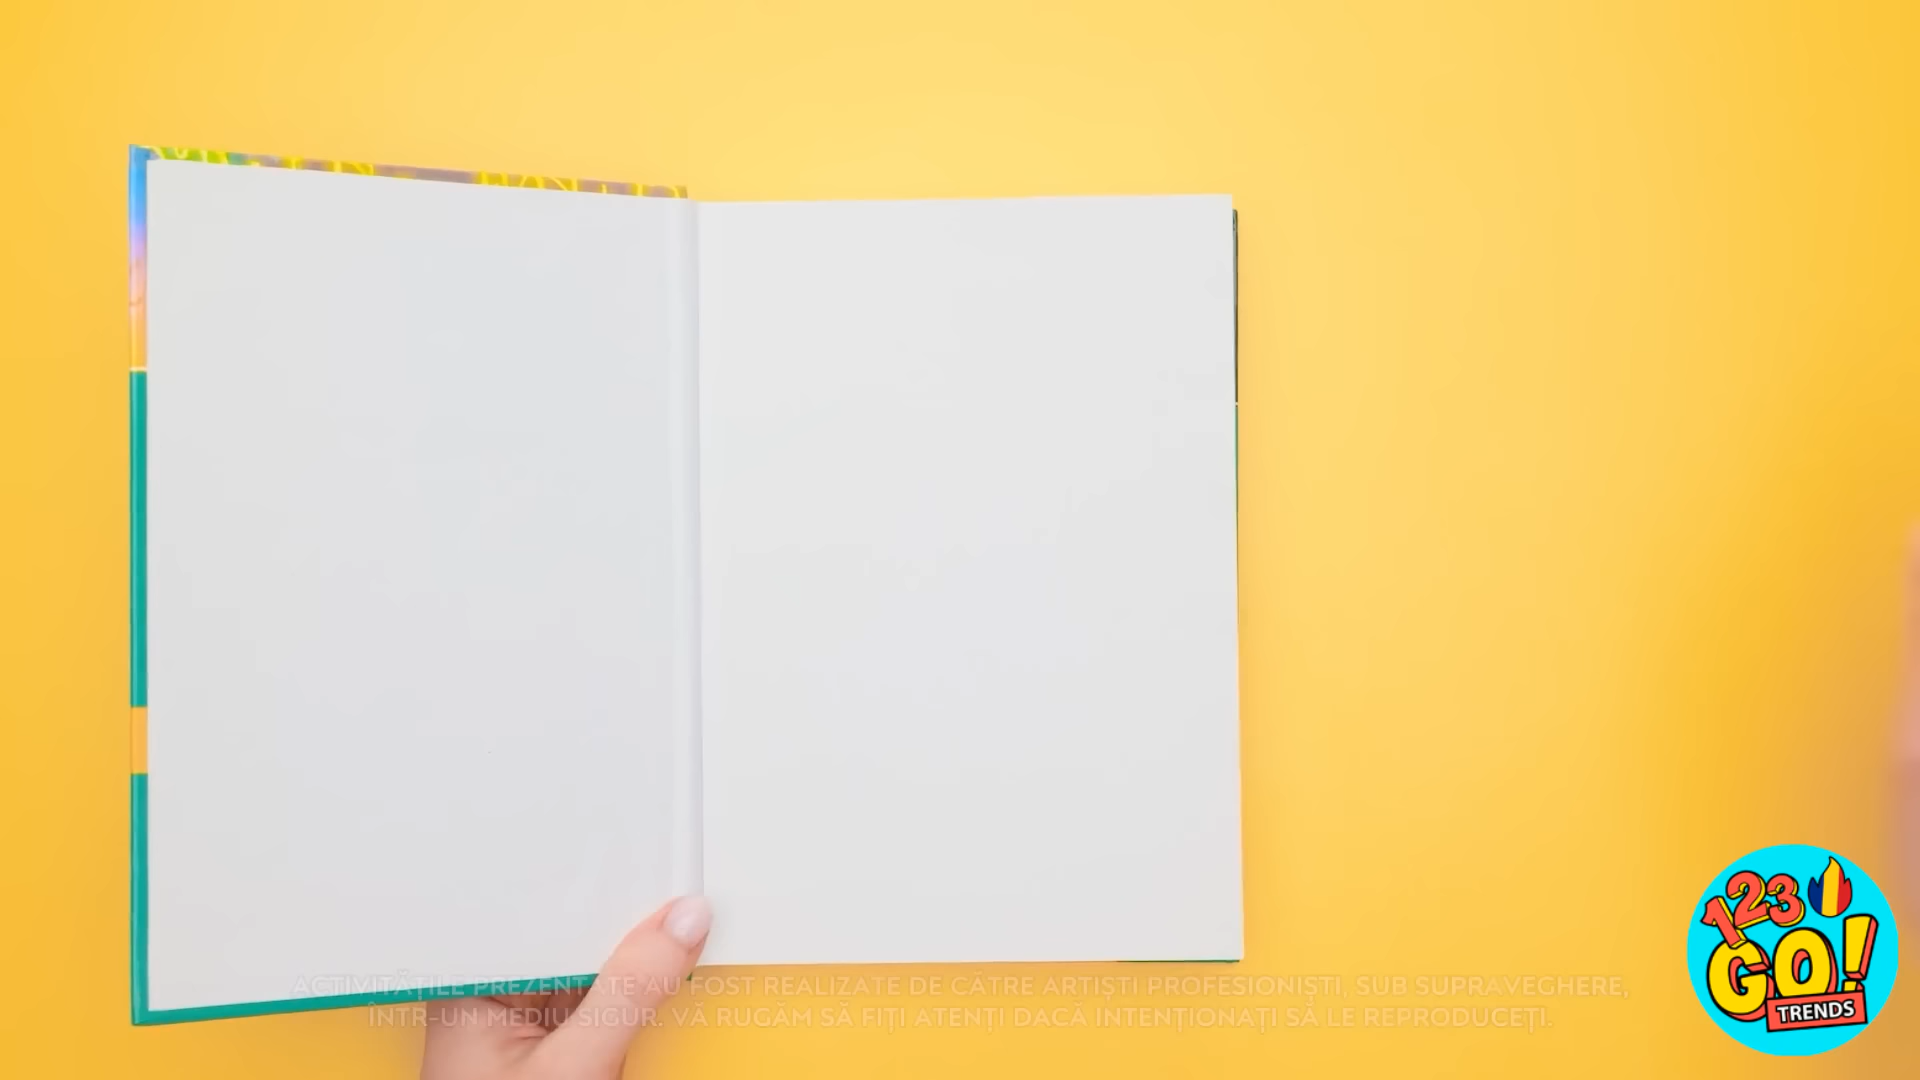 ACTIVITĂȚILE PREZENTATE AU FOST REALIZATE DE CĂTRE ARTIȘTI PROFESIONIȘTI, SUB SUPRAVEGHERE,
ÎNTR-UN MEDIU SIGUR. VĂ RUGĂM SĂ FIȚI ATENȚI DACĂ INTENȚIONAȚI SĂ LE REPRODUCEȚI.
123
GO!
TRENDS